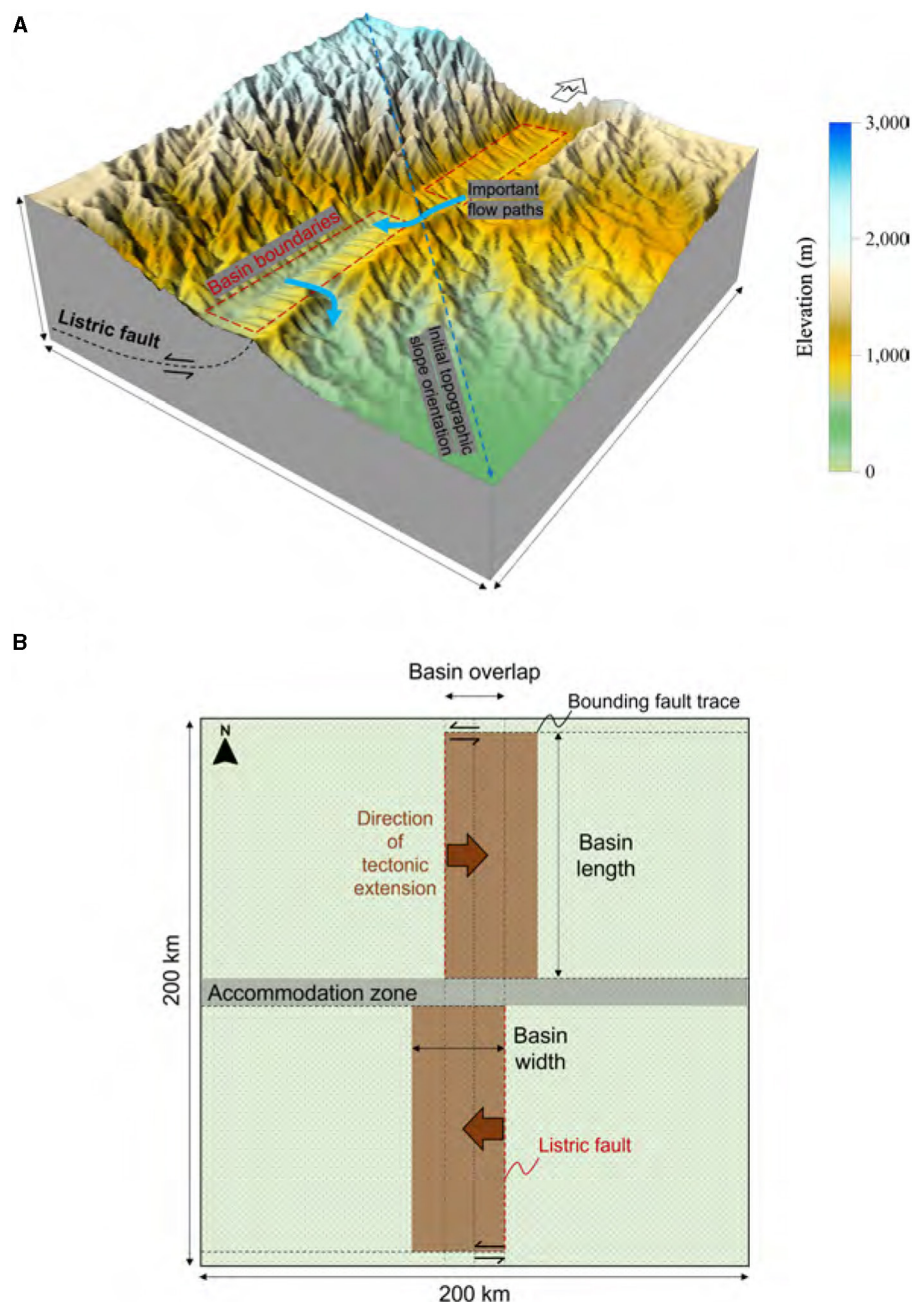 A
N
3,000
2,000
1,000
0
Elevation (m)
Important
flow paths
Basin boundaries
Listric fault
Initial topographic
slope orientation
B
Basin overlap
Bounding fault trace
N
Direction
of
tectonic
extension
Basin
length
200 km
Accommodation zone
Basin
width
Listric fault
200 km